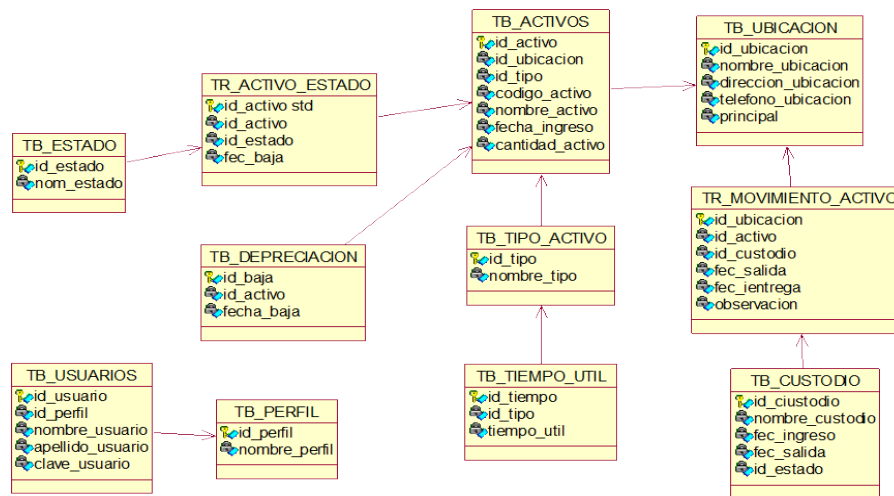 TB_ACTIVOS
id_activo
id_ubicacion
id_tipo
codigo_activo
nombre_activo
fecha_ingreso
cantidad_activo
TB_UBICACION
id_ubicacion
nombre_ubicacion
direccion_ubicacion
telefono_ubicacion
principal
TR_ACTIVO_ESTADO
id_activo std
id_activo
id_estado
fec_baja
TB_ESTADO
id_estado
nom_estado
TR_MOVIMIENTO_ACTIVO
id_ubicacion
id_activo
id_custodio
fec_salida
fec_ientrega
observacion
TB_DEPRECIACION
id_baja
id_activo
fecha_baja
TB_TIPO_ACTIVO
id_tipo
nombre_tipo
TB_USUARIOS
id_usuario
id_perfil
nombre_usuario
apellido_usuario
clave_usuario
TB_PERFIL
id_perfil
nombre_perfil
TB_TIEMPO_UTIL
id_tiempo
id_tipo
tiempo_util
TB_CUSTODIO
id_ciustodio
nombre_custodio
fec_ingreso
fec_salida
id_estado